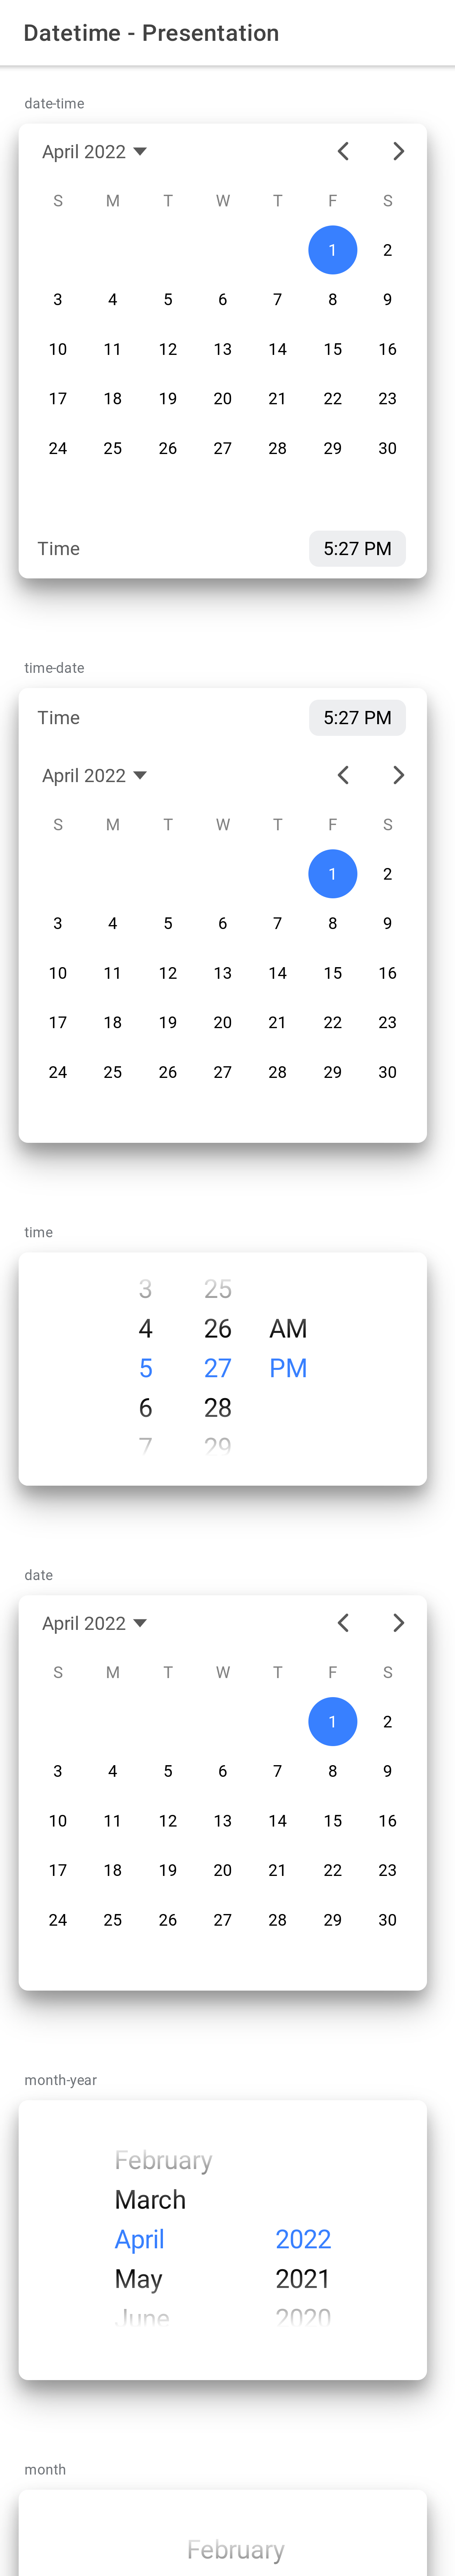 Datetime - Presentation
date-time
April 2022
S M T W T F S
1 2
3 4 5 6 7 8 9
10 11 12 13 14 15 16
17 18 19 20 21 22 23
24 25 26 27 28 29 30
Time 5:27 PM
time-date
Time 5:27 PM
April 2022
S M T W T F S
1 2
3 4 5 6 7 8 9
10 11 12 13 14 15 16
17 18 19 20 21 22 23
24 25 26 27 28 29 30
time
3 25
4 26 AM
5 27 PM
6 28
7 29
date
April 2022
S M T W T F S
1 2
3 4 5 6 7 8 9
10 11 12 13 14 15 16
17 18 19 20 21 22 23
24 25 26 27 28 29 30
month-year
February
March
April 2022
May 2021
June 2020
month
February